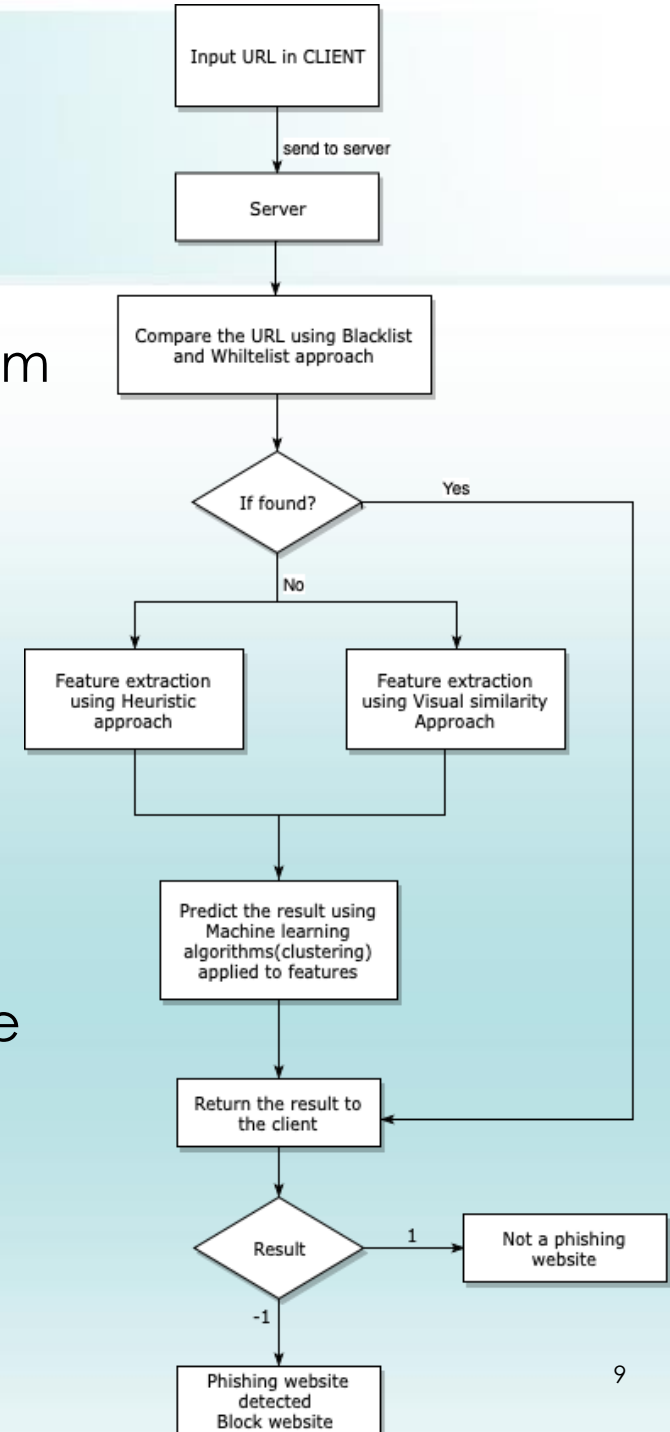 Input URL in CLIENT
send to server
Server
m
Compare the URL using Blacklist
and Whiltelist approach
If found?
Yes
No
Feature extraction
using Heuristic
approach
Feature extraction
using Visual similarity
Approach
Predict the result using
Machine learning
algorithms(clustering)
applied to features
e
Return the result to
the client
Result
1
Not a phishing
website
-1
Phishing website
detected
Block website
9